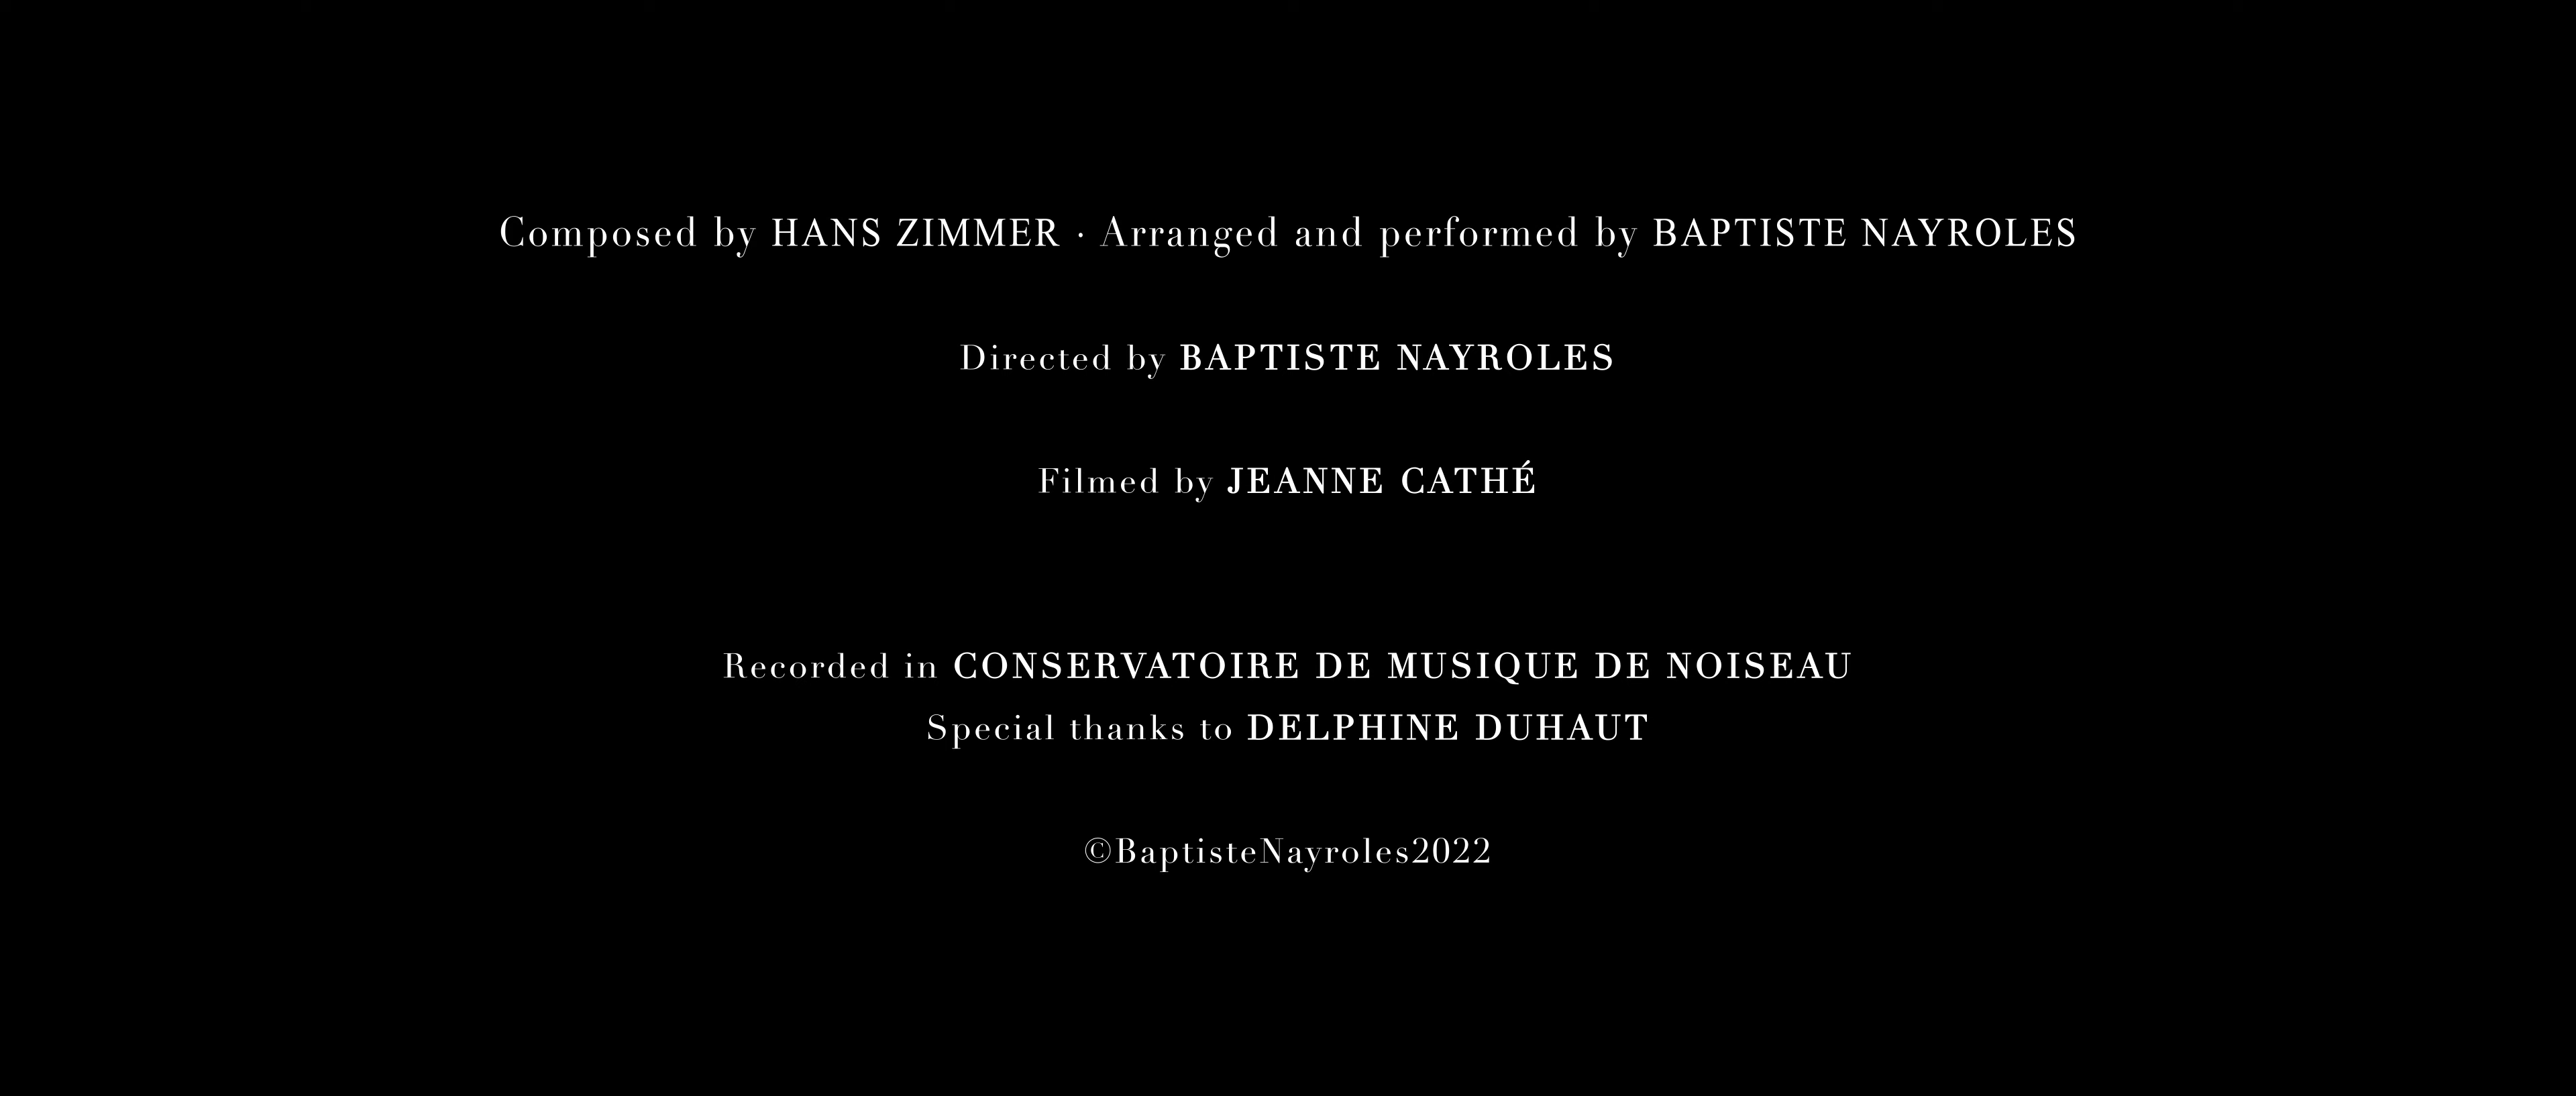 Composed by HANS ZIMMER · Arranged and performed by BAPTISTE NAYROLES
Directed by BAPTISTE NAYROLES
Filmed by JEANNE CATHÉ
Recorded in CONSERVATOIRE DE MUSIQUE DE NOISEAU
Special thanks to DELPHINE DUHAUT
©BaptisteNayroles2022